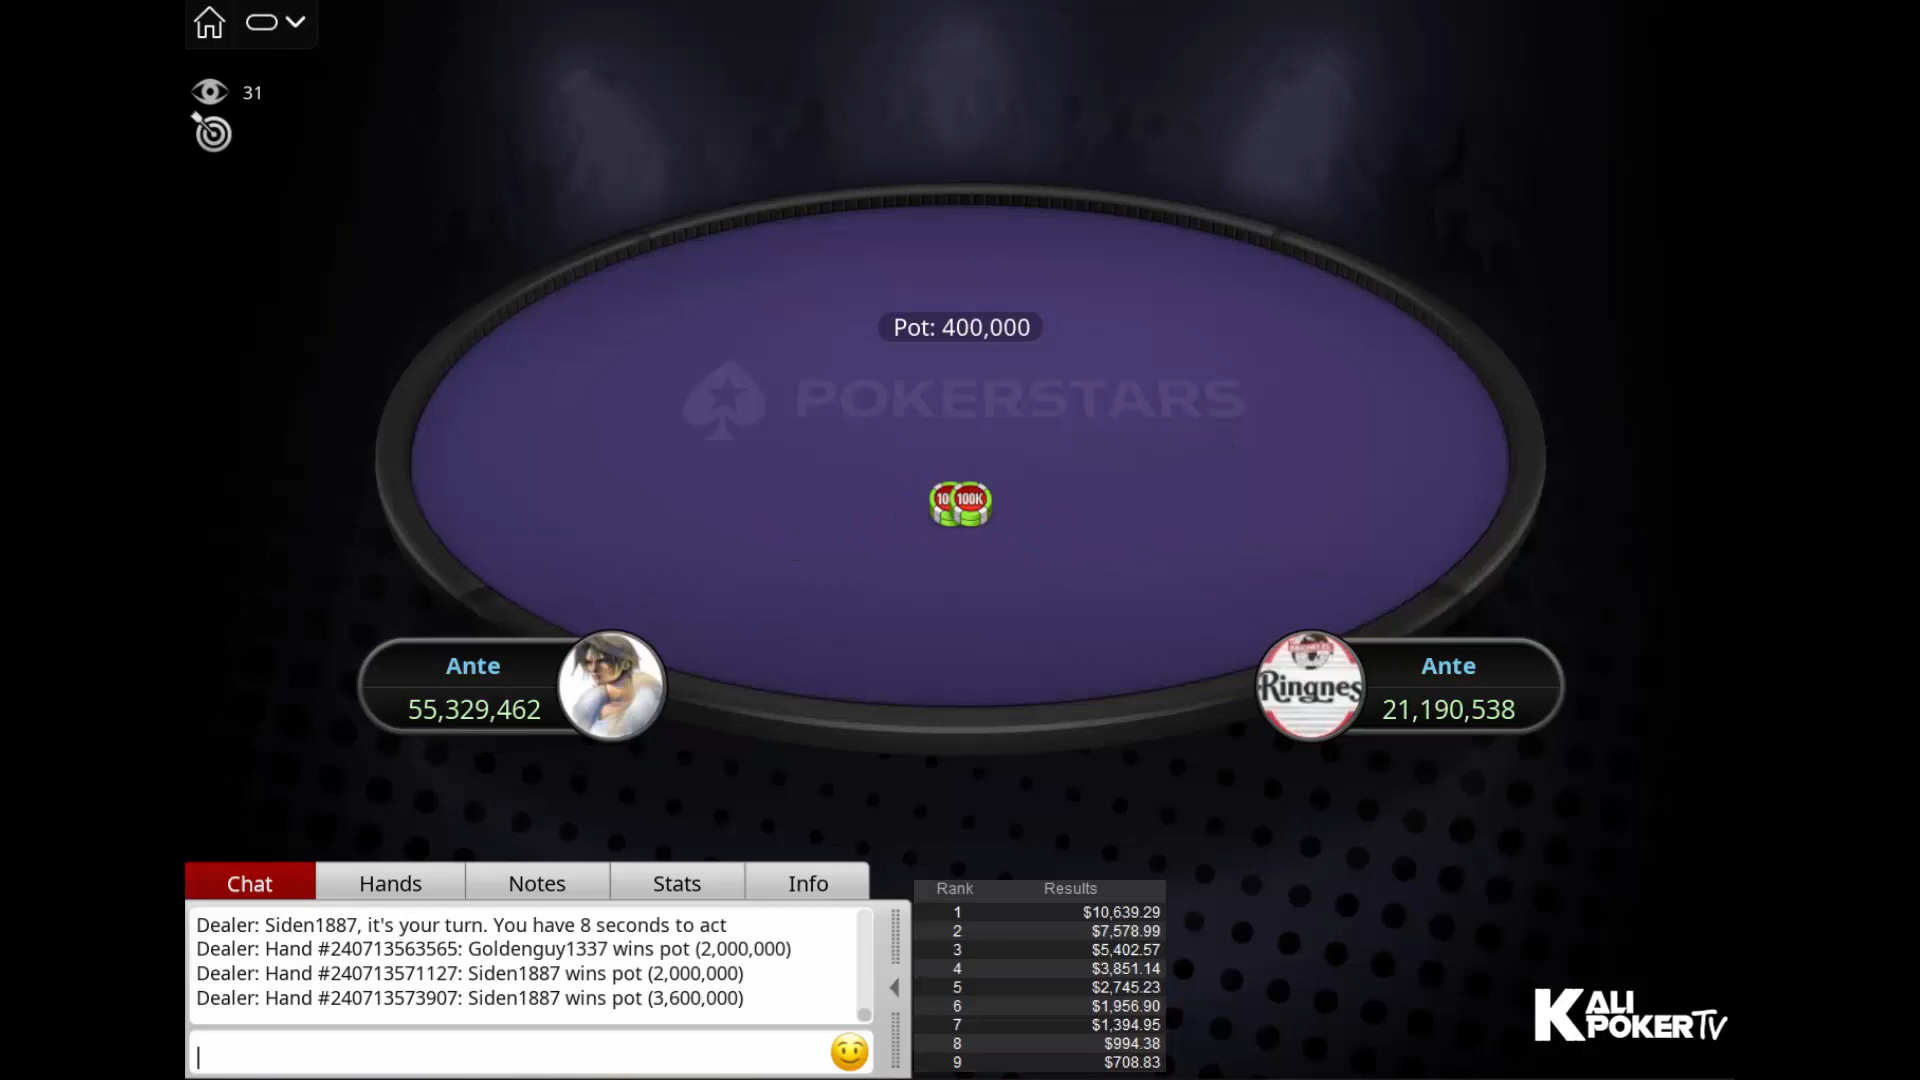 31
Pot: 400,000
POKERSTARS
100K
Ante
55,329,462
Ringnes
Ante
21,190,538
Chat
Hands
Notes
Stats
Info
Dealer: Siden1887, it's your turn. You have 8 seconds to act
Dealer: Hand #240713563565: Goldenguy1337 wins pot (2,000,000)
Dealer: Hand #240713571127: Siden1887 wins pot (2,000,000)
Dealer: Hand #240713573907: Siden1887 wins pot (3,600,000)
Rank Results
1 $10,639.29
2 $7,578.99
3 $5,402.57
4 $3,851.14
5 $2,745.23
6 $1,956.90
7 $1,394.95
8 $994.38
9 $708.83
KALI
POKERTV